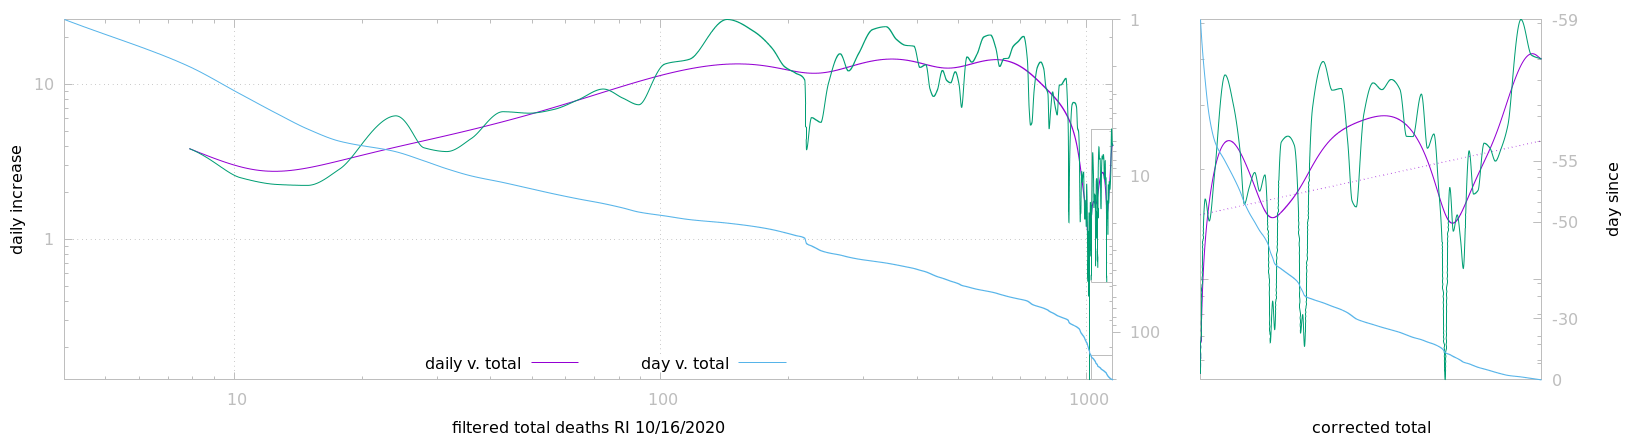 10
1
daily increase
daily v. total
day v. total
1
10
100
10
100
1000
filtered total deaths RI 10/16/2020
-59
-55
-50
-30
0
day since
corrected total